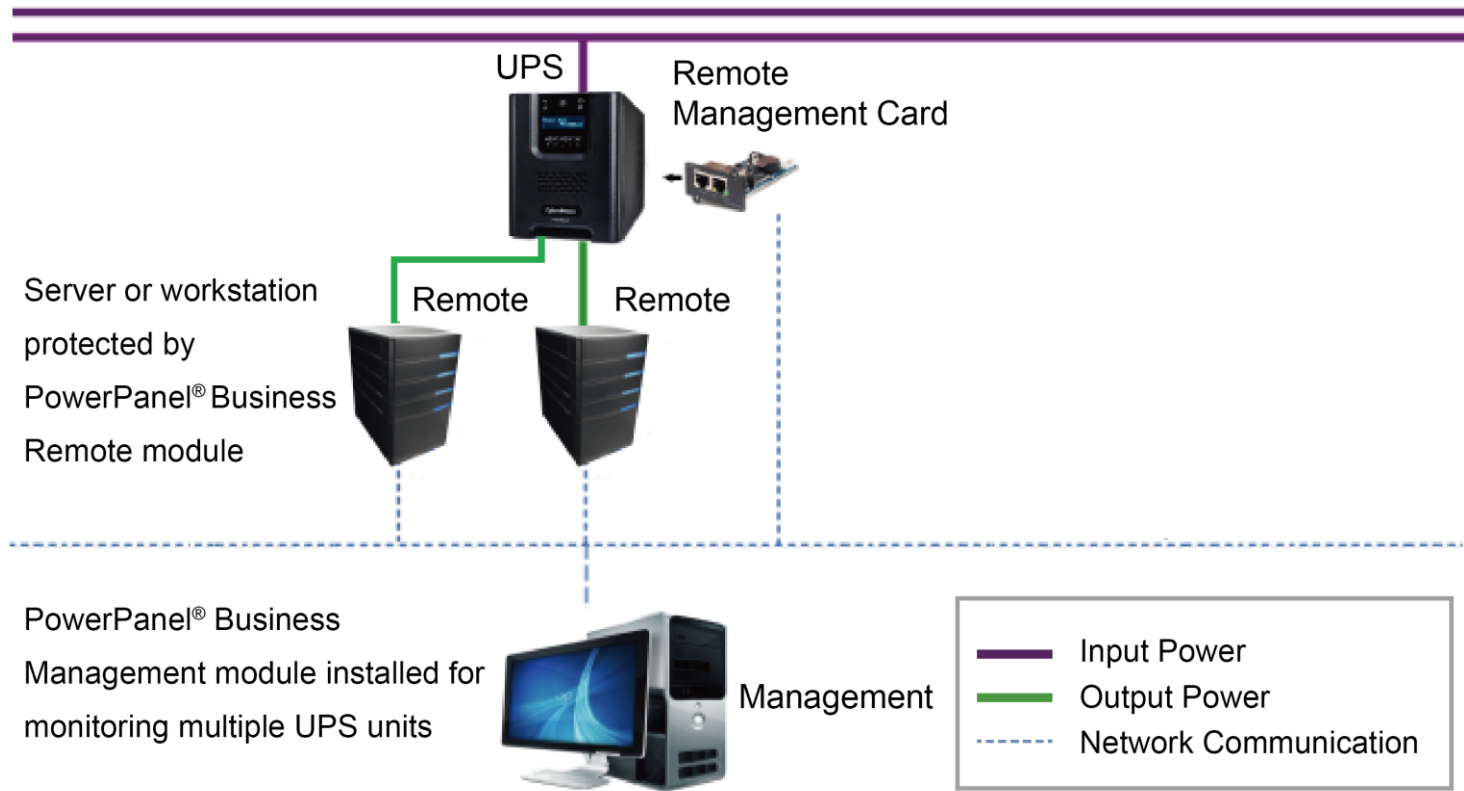 UPS
Remote
Management Card
Server or workstation
protected by
PowerPanel® Business
Remote module
Remote
Remote
PowerPanel® Business
Management module installed for
monitoring multiple UPS units
Management
Input Power
Output Power
Network Communication